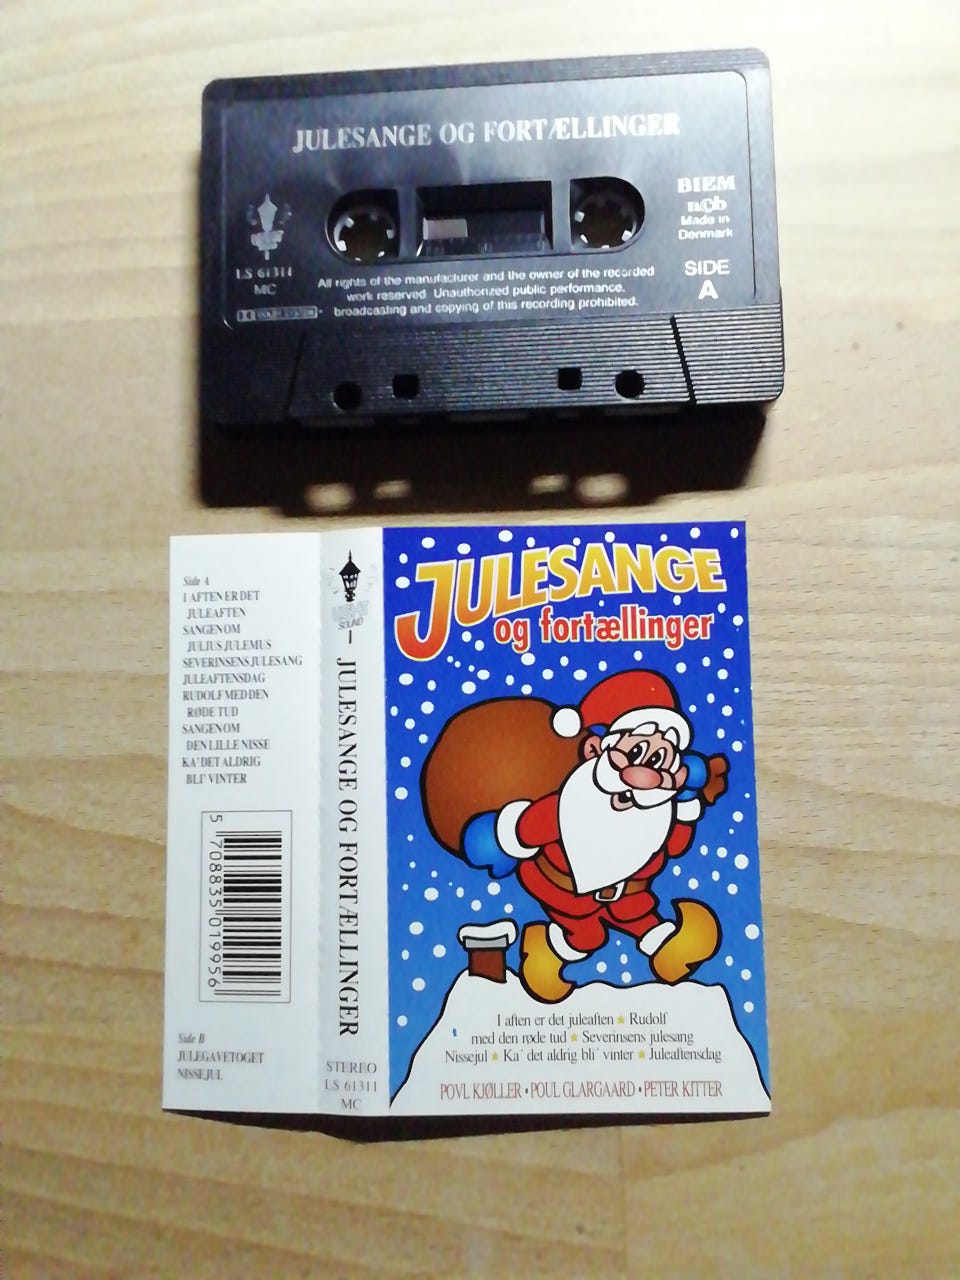 JULESANGE OG FORTÆLLINGER
BIEM
n©b
Made in
Denmark
SIDE
A
LS 61311
MC
All rights of the manufacturer and the owner of the recorded
work reserved. Unauthorized public performance,
broadcasting and copying of this recording prohibited.
Side A
I AFTEN ER DET
JULEAFTEN
SANGEN OM
JULIUS JULEMUS
SEVERINSENS JULESANG
JULEAFTENSDAG
RUDOLF MED DEN
RØDE TUD
SANGEN OM
DEN LILLE NISSE
KA' DET ALDRIG
BLI' VINTER
5 708835 019956
Side B
JULEGAVETOGET
NISSEJUL
SOUND
JULESANGE OG FORTÆLLINGER
STEREO
LS 61311
MC
JULESANGE
og fortællinger
I aften er det juleaften ★ Rudolf
med den røde tud ★ Severinsens julesang
Nissejul ★ Ka´ det aldrig bli´ vinter ★ Juleaftensdag
POVL KJØLLER • POUL GLARGAARD • PETER KITTER